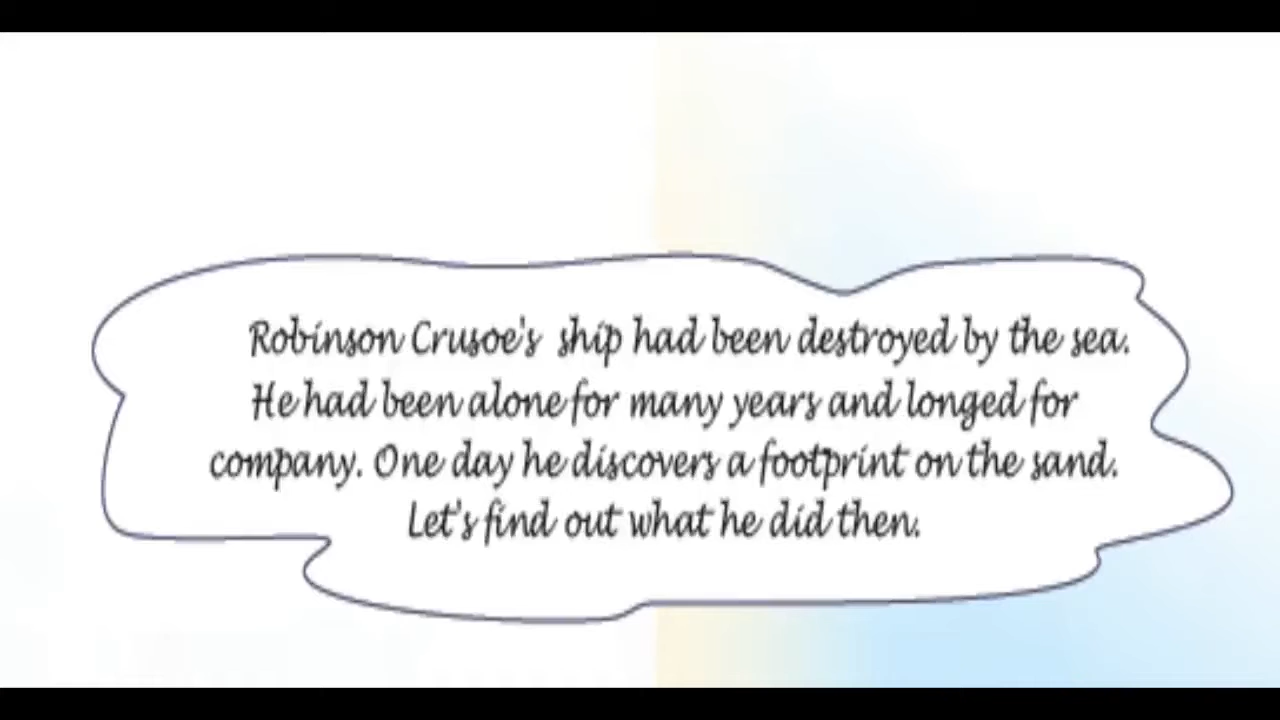 Robinson Crusoe's ship had been destroyed by the sea.
He had been alone for many years and longed for
company. One day he discovers a footprint on the sand.
Let's find out what he did then.